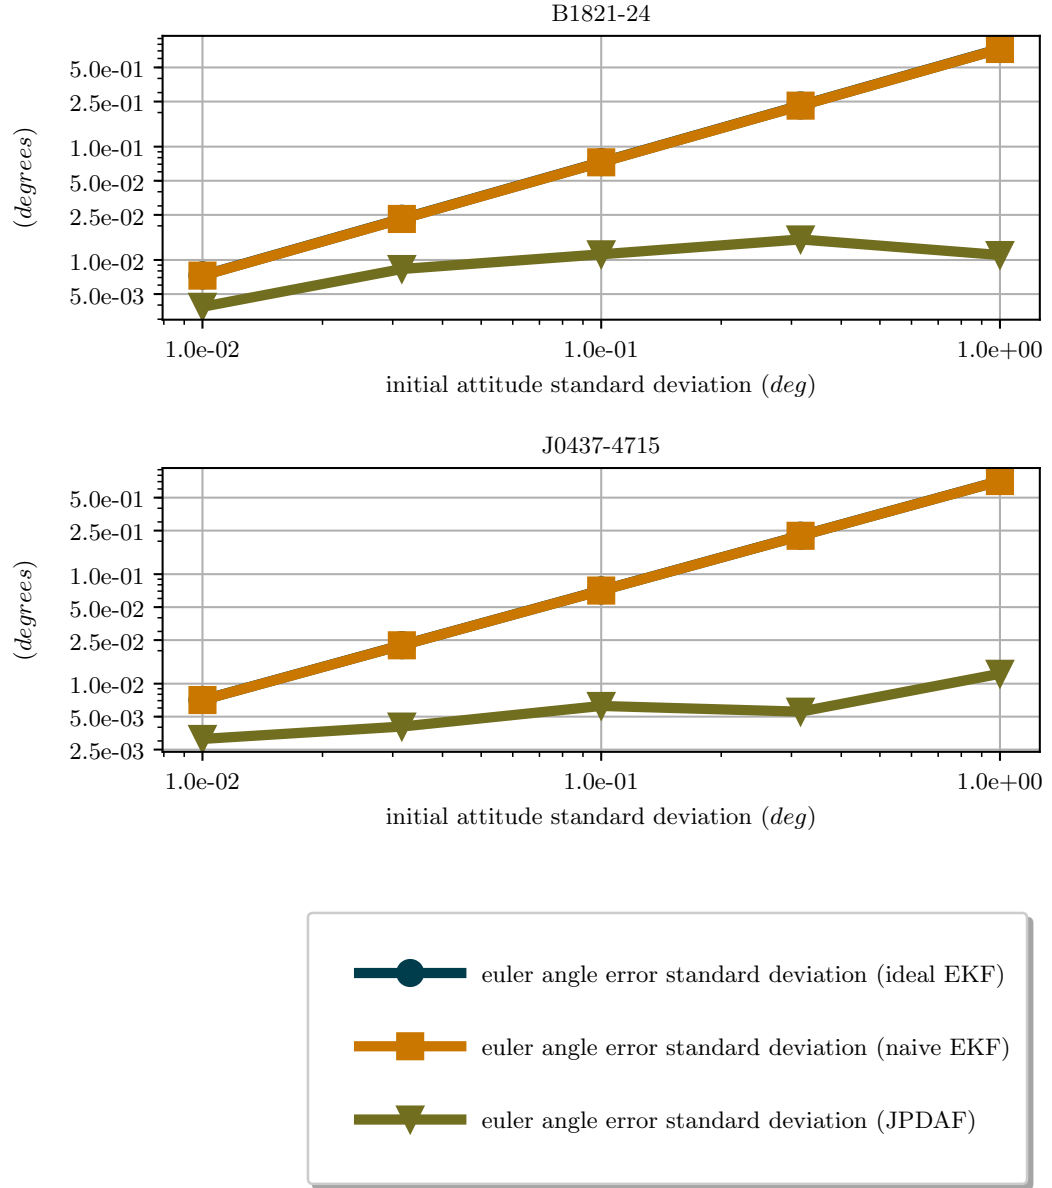 B1821-24
5.0e-01
2.5e-01
1.0e-01
5.0e-02
2.5e-02
1.0e-02
5.0e-03
(degrees)
1.0e-02 1.0e-01 1.0e+00
initial attitude standard deviation (deg)
J0437-4715
5.0e-01
2.5e-01
1.0e-01
5.0e-02
2.5e-02
1.0e-02
5.0e-03
2.5e-03
(degrees)
1.0e-02 1.0e-01 1.0e+00
initial attitude standard deviation (deg)
euler angle error standard deviation (ideal EKF)
euler angle error standard deviation (naive EKF)
euler angle error standard deviation (JPDAF)